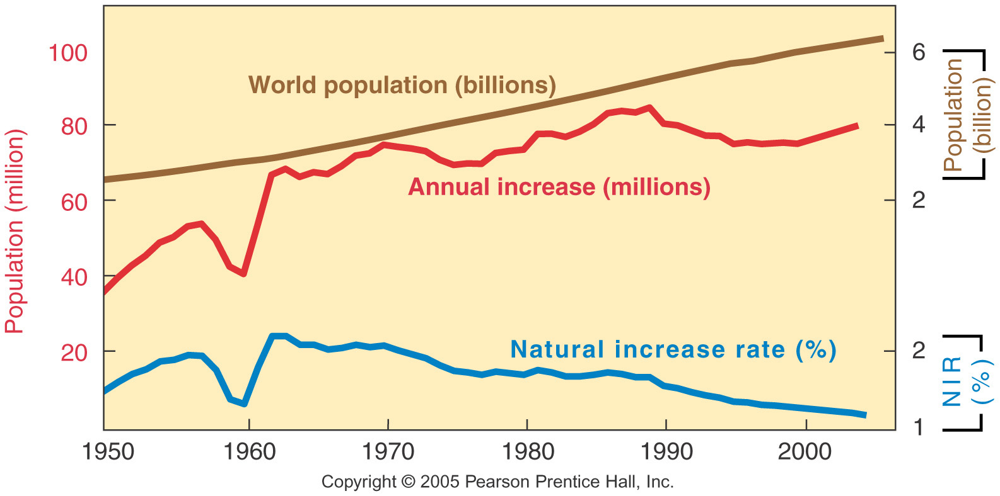 100
80
60
40
20
Population (million)
World population (billions)
Annual increase (millions)
Natural increase rate (%)
6
4
2
2
1
Population
(billion)
NIR
(%)
1950 1960 1970 1980 1990 2000
Copyright © 2005 Pearson Prentice Hall, Inc.